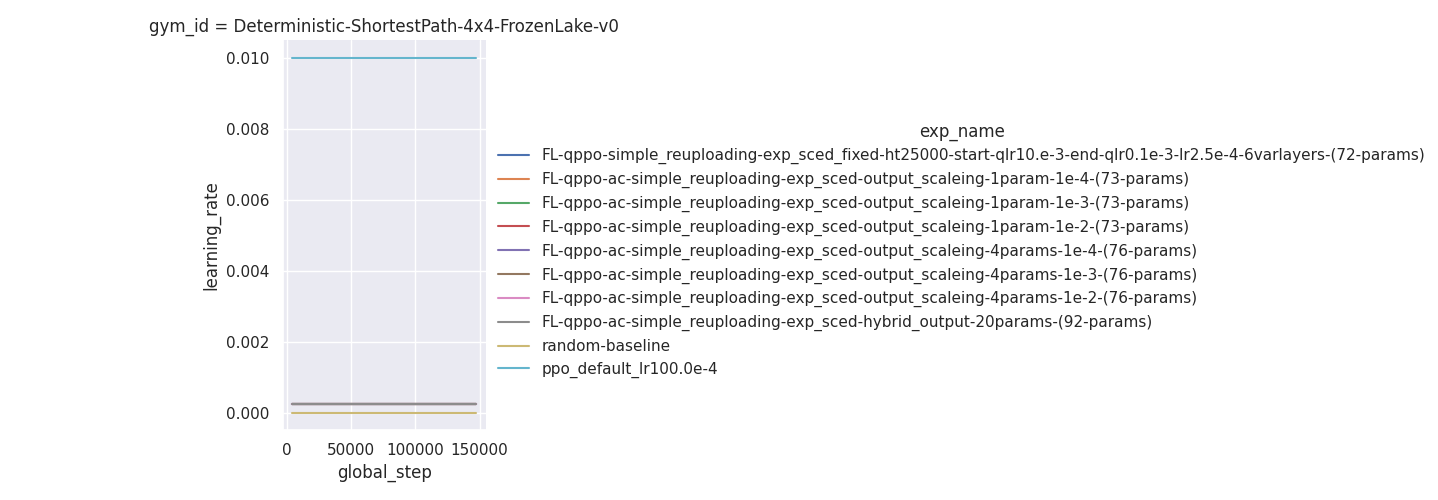 gym_id = Deterministic-ShortestPath-4x4-FrozenLake-v0
0.010
0.008
0.006
0.004
0.002
0.000
learning_rate
0 50000 100000 150000
global_step
exp_name
FL-qppo-simple_reuploading-exp_sced_fixed-ht25000-start-qlr10.e-3-end-qlr0.1e-3-lr2.5e-4-6varlayers-(72-params)
FL-qppo-ac-simple_reuploading-exp_sced-output_scaleing-1param-1e-4-(73-params)
FL-qppo-ac-simple_reuploading-exp_sced-output_scaleing-1param-1e-3-(73-params)
FL-qppo-ac-simple_reuploading-exp_sced-output_scaleing-1param-1e-2-(73-params)
FL-qppo-ac-simple_reuploading-exp_sced-output_scaleing-4params-1e-4-(76-params)
FL-qppo-ac-simple_reuploading-exp_sced-output_scaleing-4params-1e-3-(76-params)
FL-qppo-ac-simple_reuploading-exp_sced-output_scaleing-4params-1e-2-(76-params)
FL-qppo-ac-simple_reuploading-exp_sced-hybrid_output-20params-(92-params)
random-baseline
ppo_default_lr100.0e-4